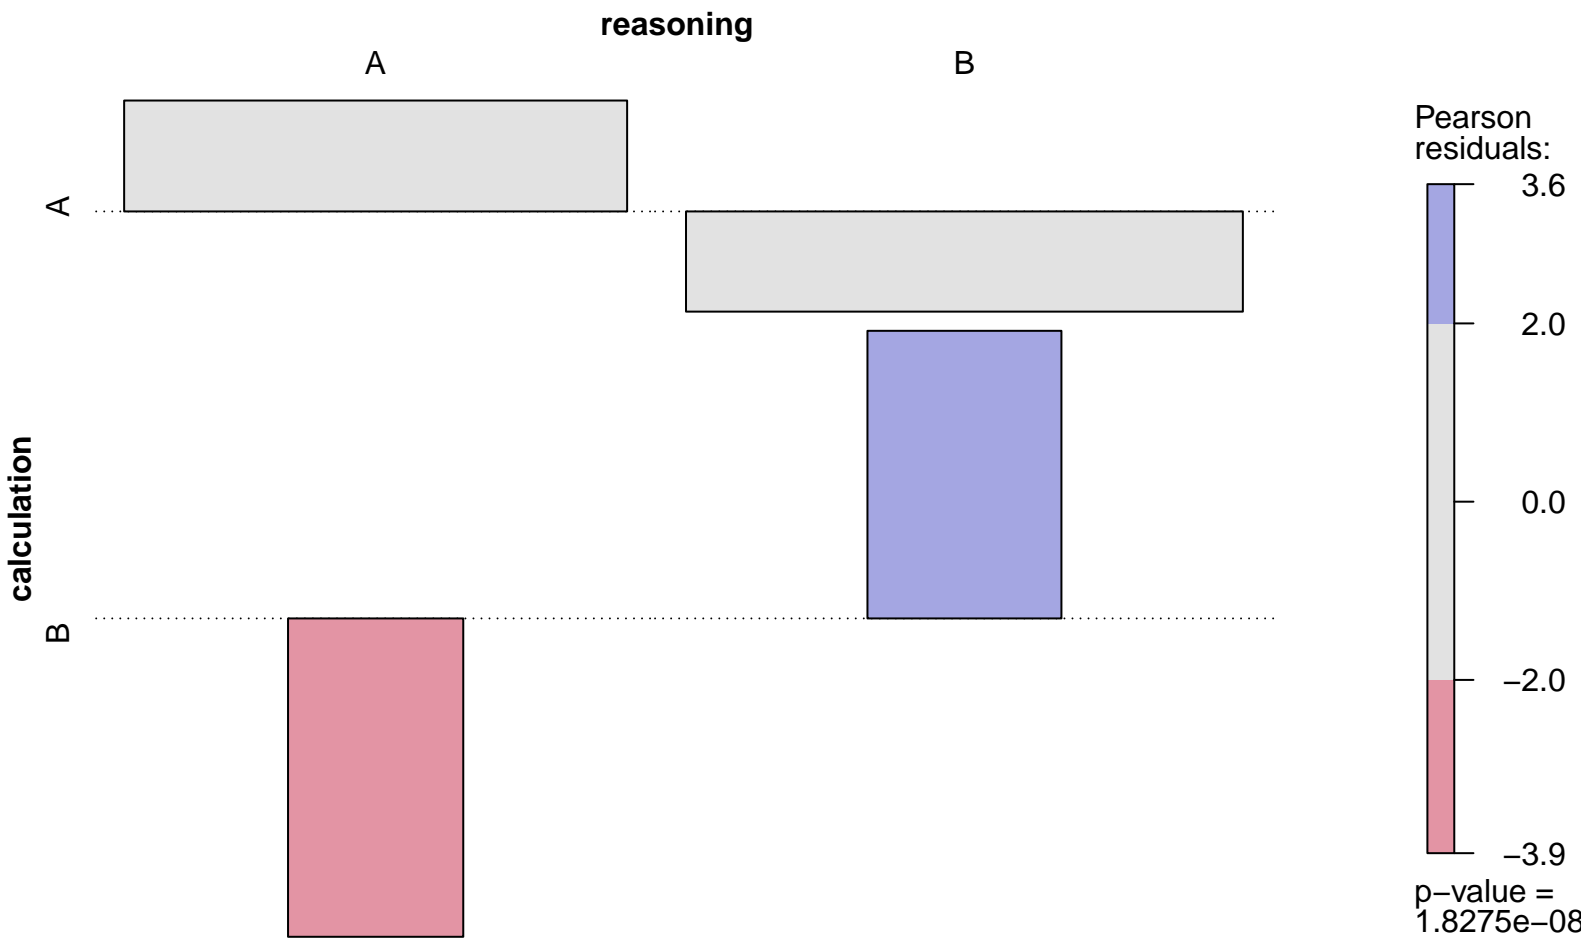 reasoning
A B
A
calculation
B
Pearson
residuals:
3.6
2.0
0.0
−2.0
−3.9
p−value =
1.8275e−08